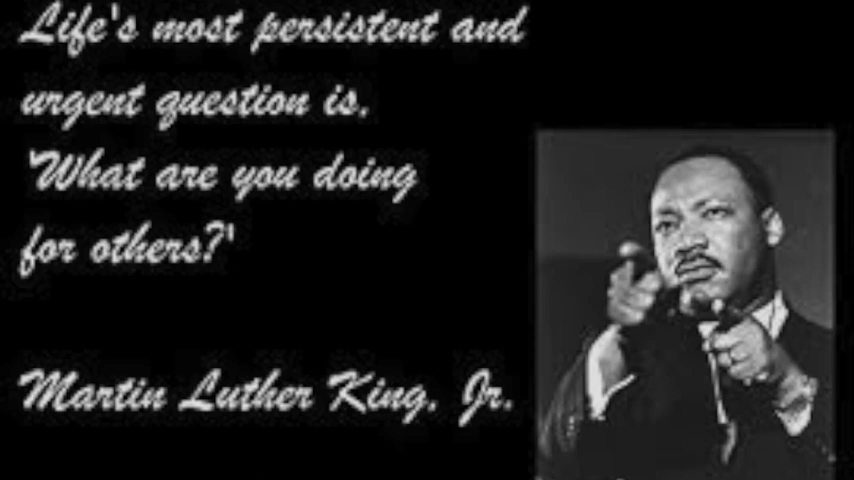 Life's most persistent and
urgent question is,
'What are you doing
for others?'
Martin Luther King, Jr.